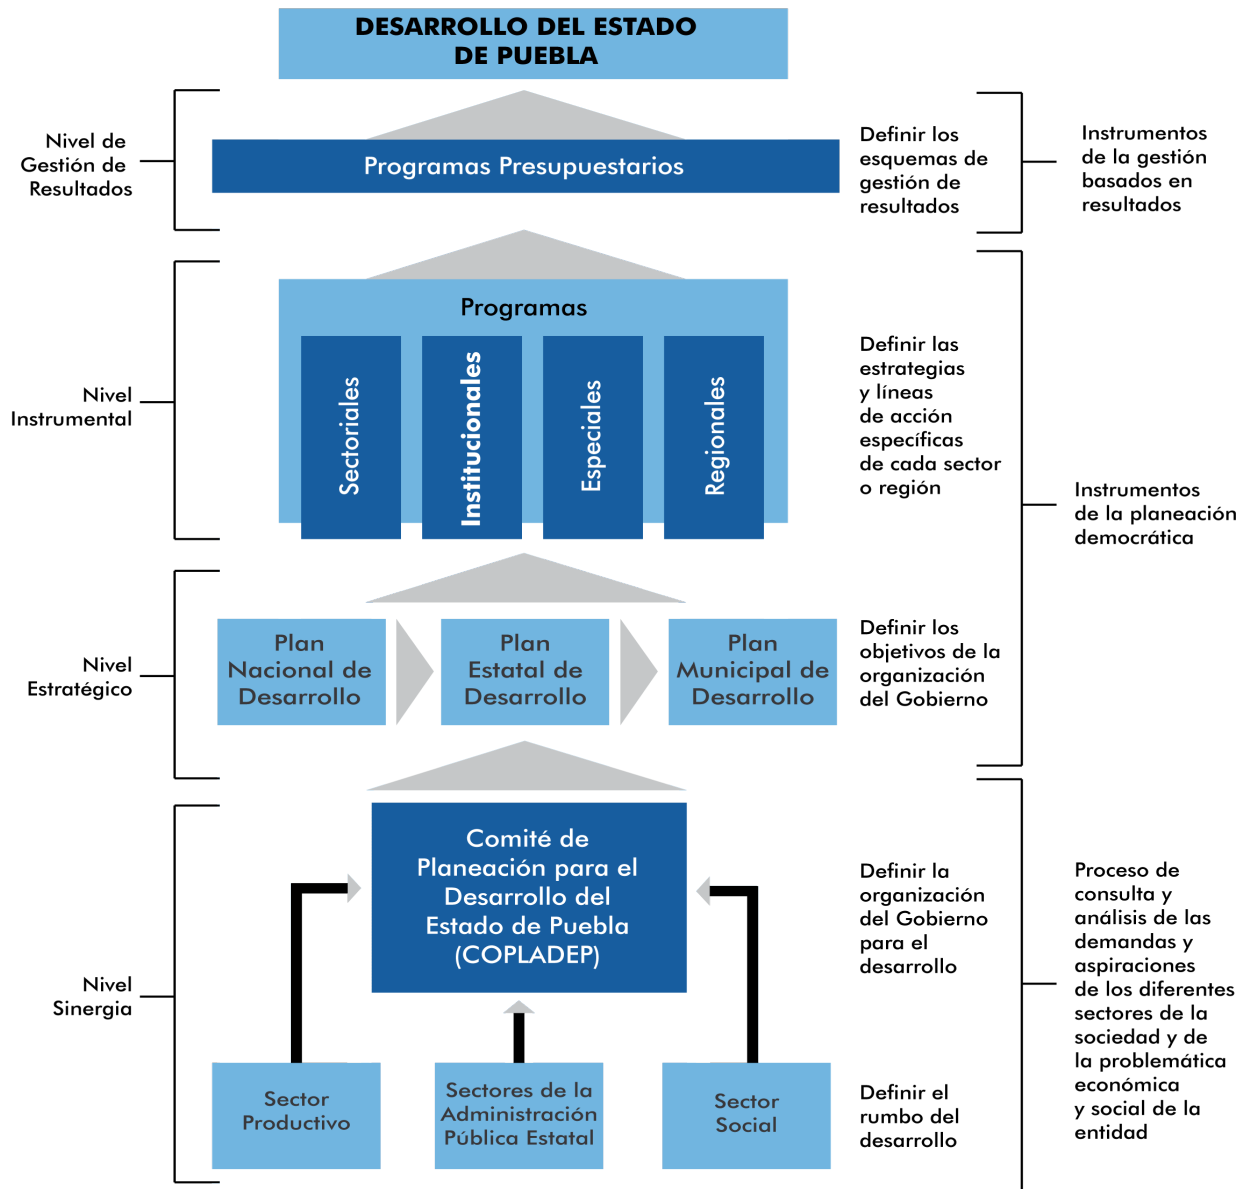 DESARROLLO DEL ESTADO
DE PUEBLA
Nivel de
Gestión de
Resultados
Programas Presupuestarios
Definir los
esquemas de
gestión de
resultados
Instrumentos
de la gestión
basados en
resultados
Nivel
Instrumental
Programas
Sectoriales
Institucionales
Especiales
Regionales
Definir las
estrategias
y líneas
de acción
específicas
de cada sector
o región
Instrumentos
de la planeación
democrática
Nivel
Estratégico
Plan
Nacional de
Desarrollo
Plan
Estatal de
Desarrollo
Plan
Municipal de
Desarrollo
Definir los
objetivos de la
organización
del Gobierno
Nivel
Sinergia
Comité de
Planeación para el
Desarrollo del
Estado de Puebla
(COPLADEP)
Definir la
organización
del Gobierno
para el
desarrollo
Proceso de
consulta y
análisis de las
demandas y
aspiraciones
de los diferentes
sectores de la
sociedad y de
la problemática
económica
y social de la
entidad
Sector
Productivo
Sectores de la
Administración
Pública Estatal
Sector
Social
Definir el
rumbo del
desarrollo